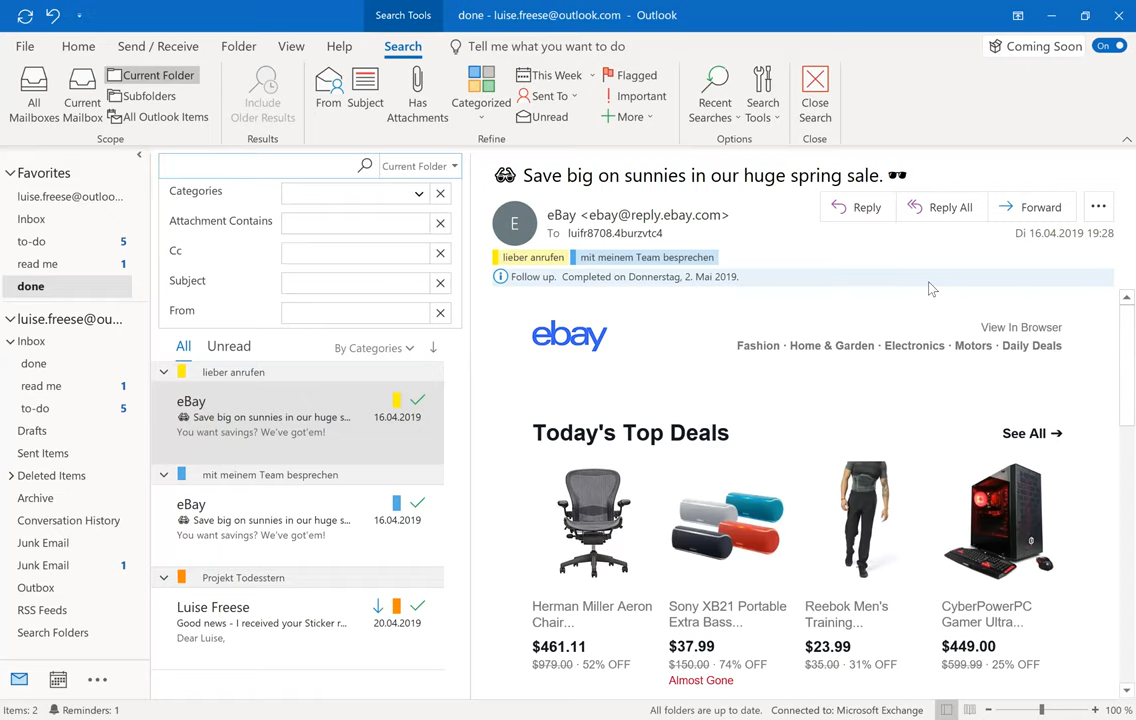 Search Tools
done - luise.freese@outlook.com - Outlook
File Home Send / Receive Folder View Help Search Tell me what you want to do
Coming Soon On
All Mailboxes
Current Mailbox
Current Folder
Subfolders
All Outlook Items
Include Older Results
From
Subject
Has Attachments
Categorized
This Week
Sent To
Unread
Flagged
Important
More
Recent Searches
Search Tools
Close Search
Scope Results Refine Options Close
Favorites
luise.freese@outloo...
Inbox
to-do 5
read me 1
done
luise.freese@ou...
Inbox
done
read me 1
to-do 5
Drafts
Sent Items
Deleted Items
Archive
Conversation History
Junk Email
Junk Email 1
Outbox
RSS Feeds
Search Folders
Current Folder
Categories
Attachment Contains
Cc
Subject
From
All Unread By Categories
lieber anrufen
eBay
Save big on sunnies in our huge s... 16.04.2019
You want savings? We've got'em!
mit meinem Team besprechen
eBay
Save big on sunnies in our huge s... 16.04.2019
You want savings? We've got'em!
Projekt Todesstern
Luise Freese
Good news - I received your Sticker r... 20.04.2019
Dear Luise,
Save big on sunnies in our huge spring sale.
E
eBay <ebay@reply.ebay.com>
To luifr8708.4burzvtc4
Reply Reply All Forward
Di 16.04.2019 19:28
lieber anrufen mit meinem Team besprechen
Follow up. Completed on Donnerstag, 2. Mai 2019.
ebay
View In Browser
Fashion · Home & Garden · Electronics · Motors · Daily Deals
Today's Top Deals See All →
Herman Miller Aeron Chair...
$461.11
$979.00 · 52% OFF
Sony XB21 Portable Extra Bass...
$37.99
$150.00 · 74% OFF
Almost Gone
Reebok Men's Training...
$23.99
$35.00 · 31% OFF
CyberPowerPC Gamer Ultra...
$449.00
$599.99 · 25% OFF
Items: 2 Reminders: 1
All folders are up to date. Connected to: Microsoft Exchange
100 %